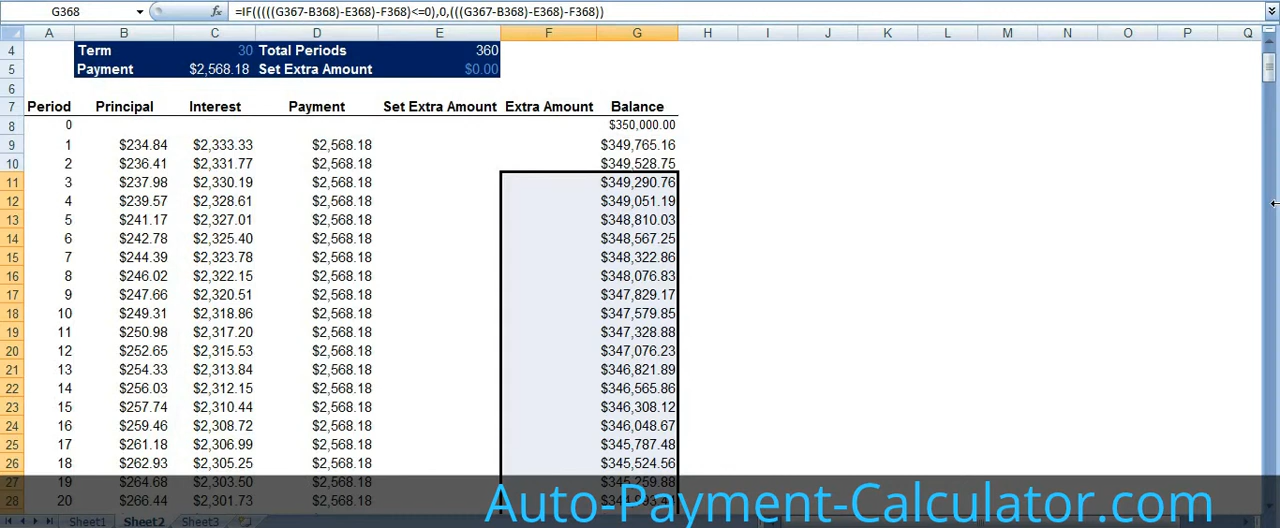 G368 fx =IF(((((G367-B368)-E368)-F368)<=0),0,(((G367-B368)-E368)-F368))
A B C D E F G H I J K L M N O P Q
4 Term 30 Total Periods 360
5 Payment $2,568.18 Set Extra Amount $0.00
6
7 Period Principal Interest Payment Set Extra Amount Extra Amount Balance
8 0 $350,000.00
9 1 $234.84 $2,333.33 $2,568.18 $349,765.16
10 2 $236.41 $2,331.77 $2,568.18 $349,528.75
11 3 $237.98 $2,330.19 $2,568.18 $349,290.76
12 4 $239.57 $2,328.61 $2,568.18 $349,051.19
13 5 $241.17 $2,327.01 $2,568.18 $348,810.03
14 6 $242.78 $2,325.40 $2,568.18 $348,567.25
15 7 $244.39 $2,323.78 $2,568.18 $348,322.86
16 8 $246.02 $2,322.15 $2,568.18 $348,076.83
17 9 $247.66 $2,320.51 $2,568.18 $347,829.17
18 10 $249.31 $2,318.86 $2,568.18 $347,579.85
19 11 $250.98 $2,317.20 $2,568.18 $347,328.88
20 12 $252.65 $2,315.53 $2,568.18 $347,076.23
21 13 $254.33 $2,313.84 $2,568.18 $346,821.89
22 14 $256.03 $2,312.15 $2,568.18 $346,565.86
23 15 $257.74 $2,310.44 $2,568.18 $346,308.12
24 16 $259.46 $2,308.72 $2,568.18 $346,048.67
25 17 $261.18 $2,306.99 $2,568.18 $345,787.48
26 18 $262.93 $2,305.25 $2,568.18 $345,524.56
27 19 $264.68 $2,303.50 $2,568.18 $345,259.88
28 20 $266.44 $2,301.73 $2,568.18
Auto-Payment-Calculator.com
Sheet1 Sheet2 Sheet3